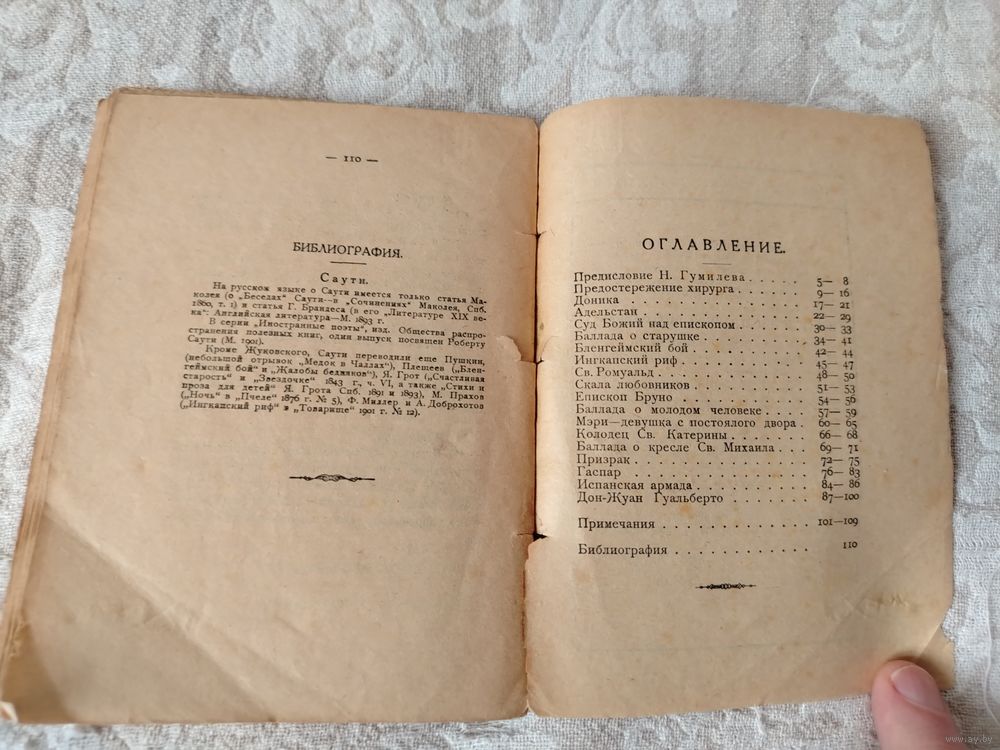 — 110 —
БИБЛИОГРАФИЯ.
Саути.
На русском языке о Саути имеется только статья Ма-
колея (о „Беседах“ Саути—в „Сочинениях“ Маколея, Спб.
1860, т. 1) и статья Г. Брандеса (в его „Литературе XIX ве-
ка“: Английская литература—М. 1893 г.
В серии „Иностранные поэты“, изд. Общества распро-
странения полезных книг, один выпуск посвящен Роберту
Саути (М. 1901).
Кроме Жуковского, Саути переводили еще Пушкин,
(небольшой отрывок „Медок в Чаллах“), Плещеев („Блен-
геймский бой“ и „Жалобы бедняков“), Я. Грот („Счастливая
старость“ и „Звездочке“ 1843 г., ч. VI, а также „Стихи и
проза для детей“ Я. Грота Спб. 1891 и 1893), М. Прахов
(„Ночь“ в „Пчеле“ 1876 г. № 5), Ф. Миллер и А. Доброхотов
(„Ингкапский риф“ в „Товарище“ 1901 г. № 12).
ОГЛАВЛЕНИЕ.
Предисловие Н. Гумилева . . . . . . . 5— 8
Предостережение хирурга . . . . . . . 9— 16
Доника . . . . . . . . . . . . . 17— 21
Адельстан . . . . . . . . . . . . 22— 29
Суд Божий над епископом . . . . . . . 30— 33
Баллада о старушке . . . . . . . . . 34— 41
Бленгеймский бой . . . . . . . . . . 42— 44
Ингкапский риф . . . . . . . . . . . 45— 47
Св. Ромуальд . . . . . . . . . . . 48— 50
Скала любовников . . . . . . . . . . 51— 53
Епископ Бруно . . . . . . . . . . . 54— 56
Баллада о молодом человеке . . . . . . 57— 59
Мэри—девушка с постоялого двора . . . 60— 65
Колодец Св. Катерины . . . . . . . . 66— 68
Баллада о кресле Св. Михаила . . . . . 69— 71
Призрак . . . . . . . . . . . . . 72— 75
Гаспар . . . . . . . . . . . . . 76— 83
Испанская армада . . . . . . . . . . 84— 86
Дон-Жуан Гуальберто . . . . . . . . 87—100
Примечания . . . . . . . . . . . . 101—109
Библиография . . . . . . . . . . . 110
www.ay.by